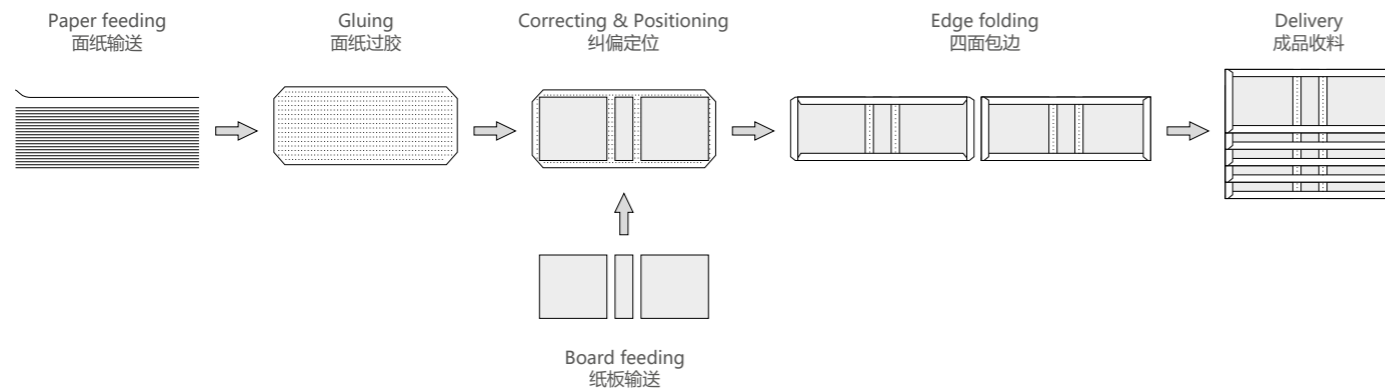 Paper feeding
面纸输送
Gluing
面纸过胶
Correcting & Positioning
纠偏定位
Edge folding
四面包边
Delivery
成品收料
Board feeding
纸板输送